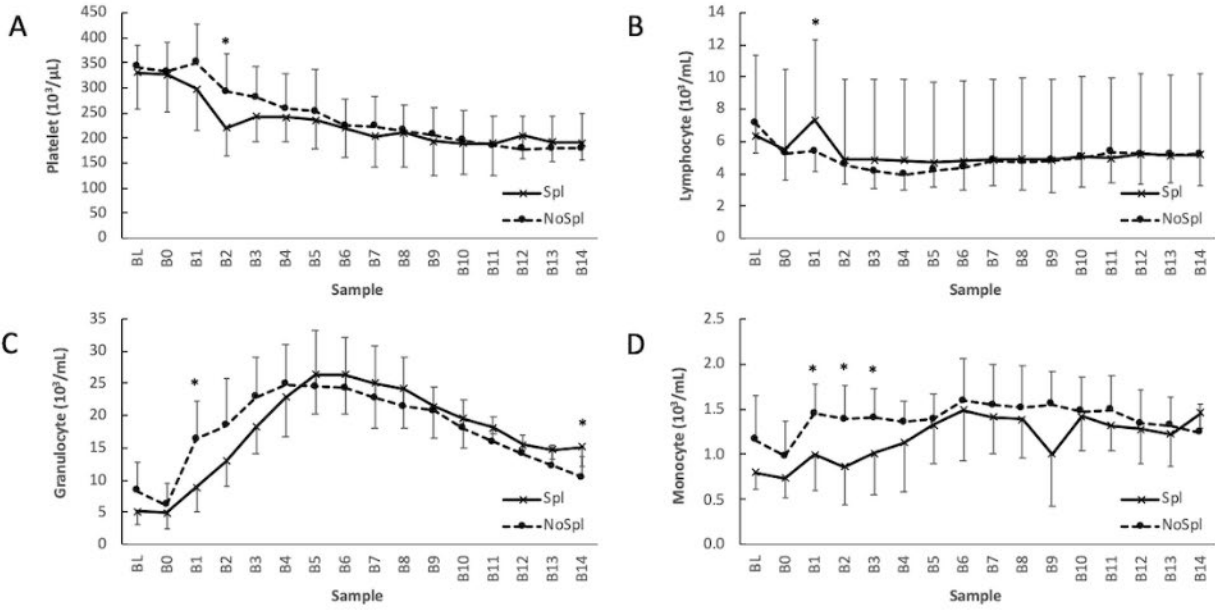 A
Platelet (10³/µL)
450
400
350
300
250
200
150
100
50
0
*
Spl
NoSpl
BL B0 B1 B2 B3 B4 B5 B6 B7 B8 B9 B10 B11 B12 B13 B14
Sample
B
Lymphocyte (10³/mL)
14
12
10
8
6
4
2
0
*
Spl
NoSpl
BL B0 B1 B2 B3 B4 B5 B6 B7 B8 B9 B10 B11 B12 B13 B14
Sample
C
Granulocyte (10³/mL)
35
30
25
20
15
10
5
0
*
*
Spl
NoSpl
BL B0 B1 B2 B3 B4 B5 B6 B7 B8 B9 B10 B11 B12 B13 B14
Sample
D
Monocyte (10³/mL)
2.5
2.0
1.5
1.0
0.5
0.0
* * *
Spl
NoSpl
BL B0 B1 B2 B3 B4 B5 B6 B7 B8 B9 B10 B11 B12 B13 B14
Sample